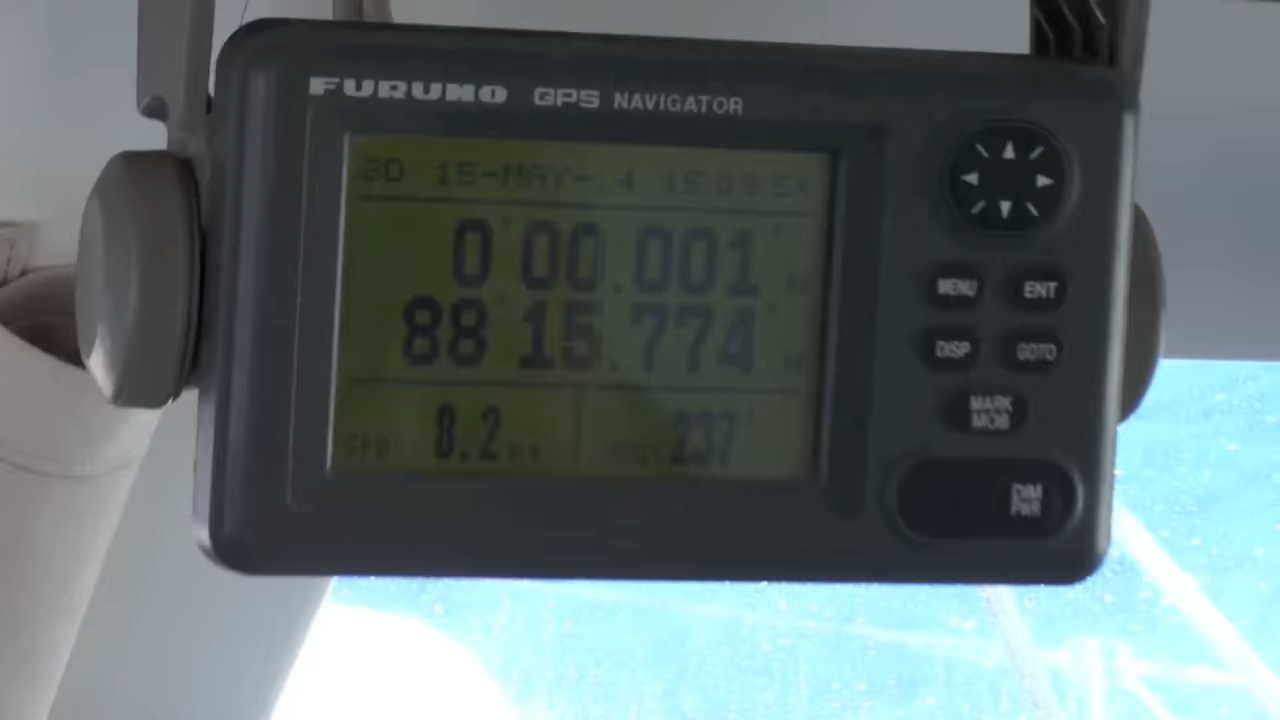 FURUNO GPS NAVIGATOR
3D 15-MAY-
0°00.001'
88°15.774'
8.2 237°
MENU ENT
DISP GOTO
MARK
MOB
DIM
PWR